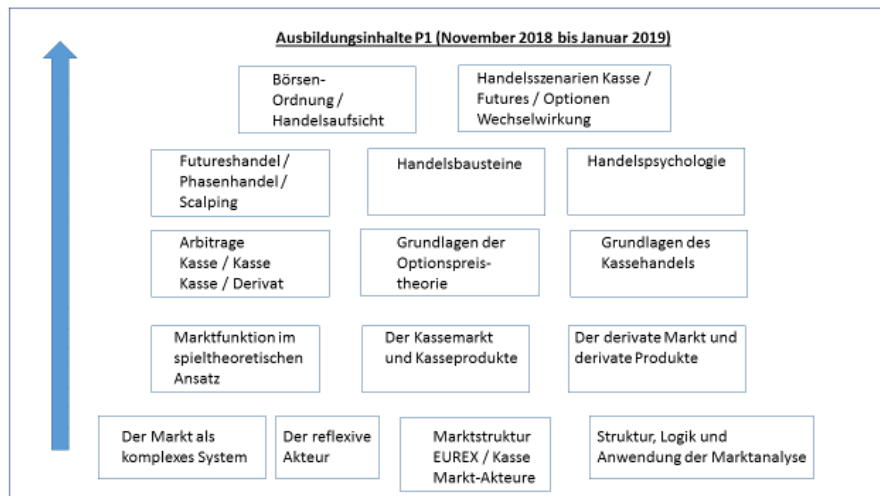 Ausbildungsinhalte P1 (November 2018 bis Januar 2019)
Börsen-
Ordnung /
Handelsaufsicht
Handelsszenarien Kasse /
Futures / Optionen
Wechselwirkung
Futureshandel /
Phasenhandel /
Scalping
Handelsbausteine
Handelspsychologie
Arbitrage
Kasse / Kasse
Kasse / Derivat
Grundlagen der
Optionspreis-
theorie
Grundlagen des
Kassehandels
Marktfunktion im
spieltheoretischen
Ansatz
Der Kassemarkt
und Kasseprodukte
Der derivate Markt und
derivate Produkte
Der Markt als
komplexes System
Der reflexive
Akteur
Marktstruktur
EUREX / Kasse
Markt-Akteure
Struktur, Logik und
Anwendung der Marktanalyse